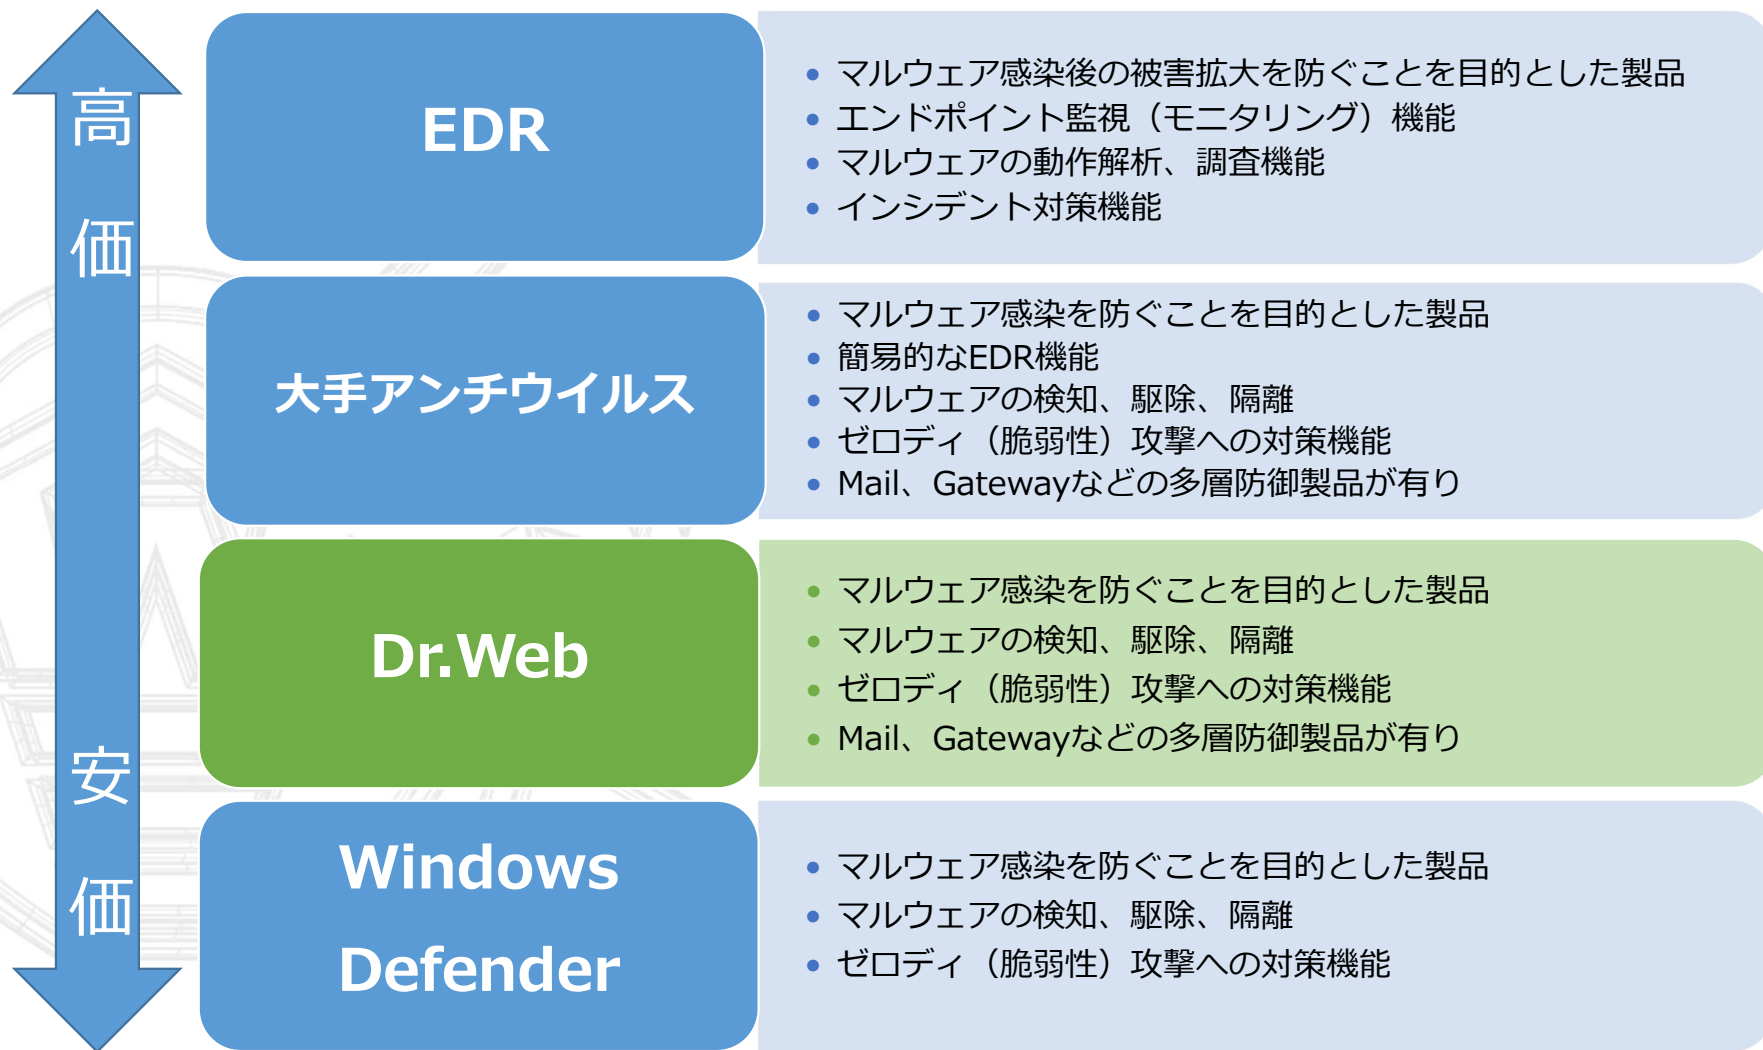 高価
EDR
• マルウェア感染後の被害拡大を防ぐことを目的とした製品
• エンドポイント監視（モニタリング）機能
• マルウェアの動作解析、調査機能
• インシデント対策機能
大手アンチウイルス
• マルウェア感染を防ぐことを目的とした製品
• 簡易的なEDR機能
• マルウェアの検知、駆除、隔離
• ゼロディ（脆弱性）攻撃への対策機能
• Mail、Gatewayなどの多層防御製品が有り
Dr.Web
• マルウェア感染を防ぐことを目的とした製品
• マルウェアの検知、駆除、隔離
• ゼロディ（脆弱性）攻撃への対策機能
• Mail、Gatewayなどの多層防御製品が有り
安価
Windows
Defender
• マルウェア感染を防ぐことを目的とした製品
• マルウェアの検知、駆除、隔離
• ゼロディ（脆弱性）攻撃への対策機能